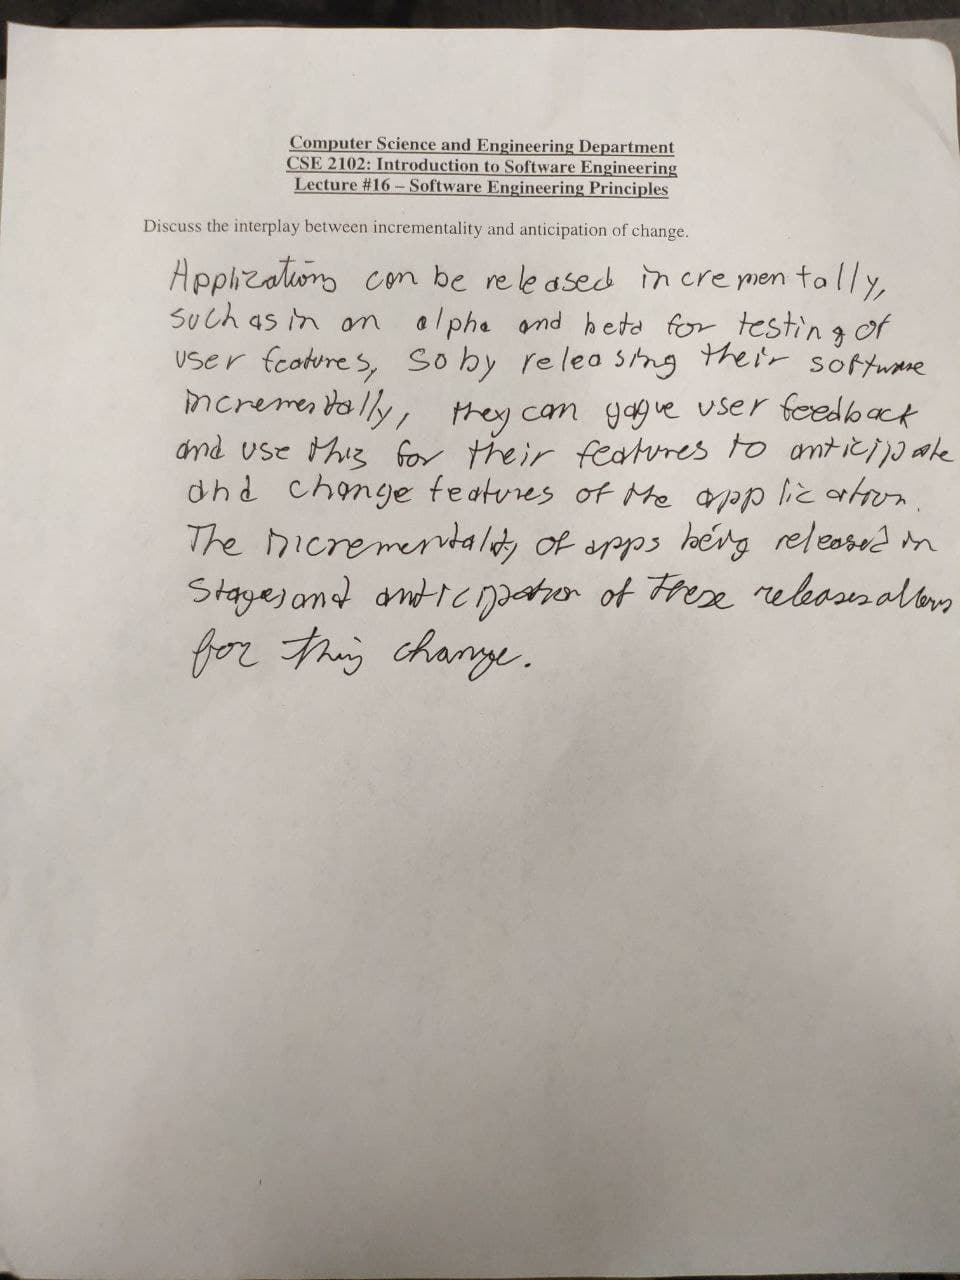 Computer Science and Engineering Department
CSE 2102: Introduction to Software Engineering
Lecture #16 – Software Engineering Principles
Discuss the interplay between incrementality and anticipation of change.
Applications can be released incrementally,
such as in an alpha and beta for testing of
user features, so by releasing their software
incrementally, they can gague user feedback
and use this for their features to anticipate
and change features of the application.
The incrementality of apps being released in
stages and anticipation of these releases allows
for this change.